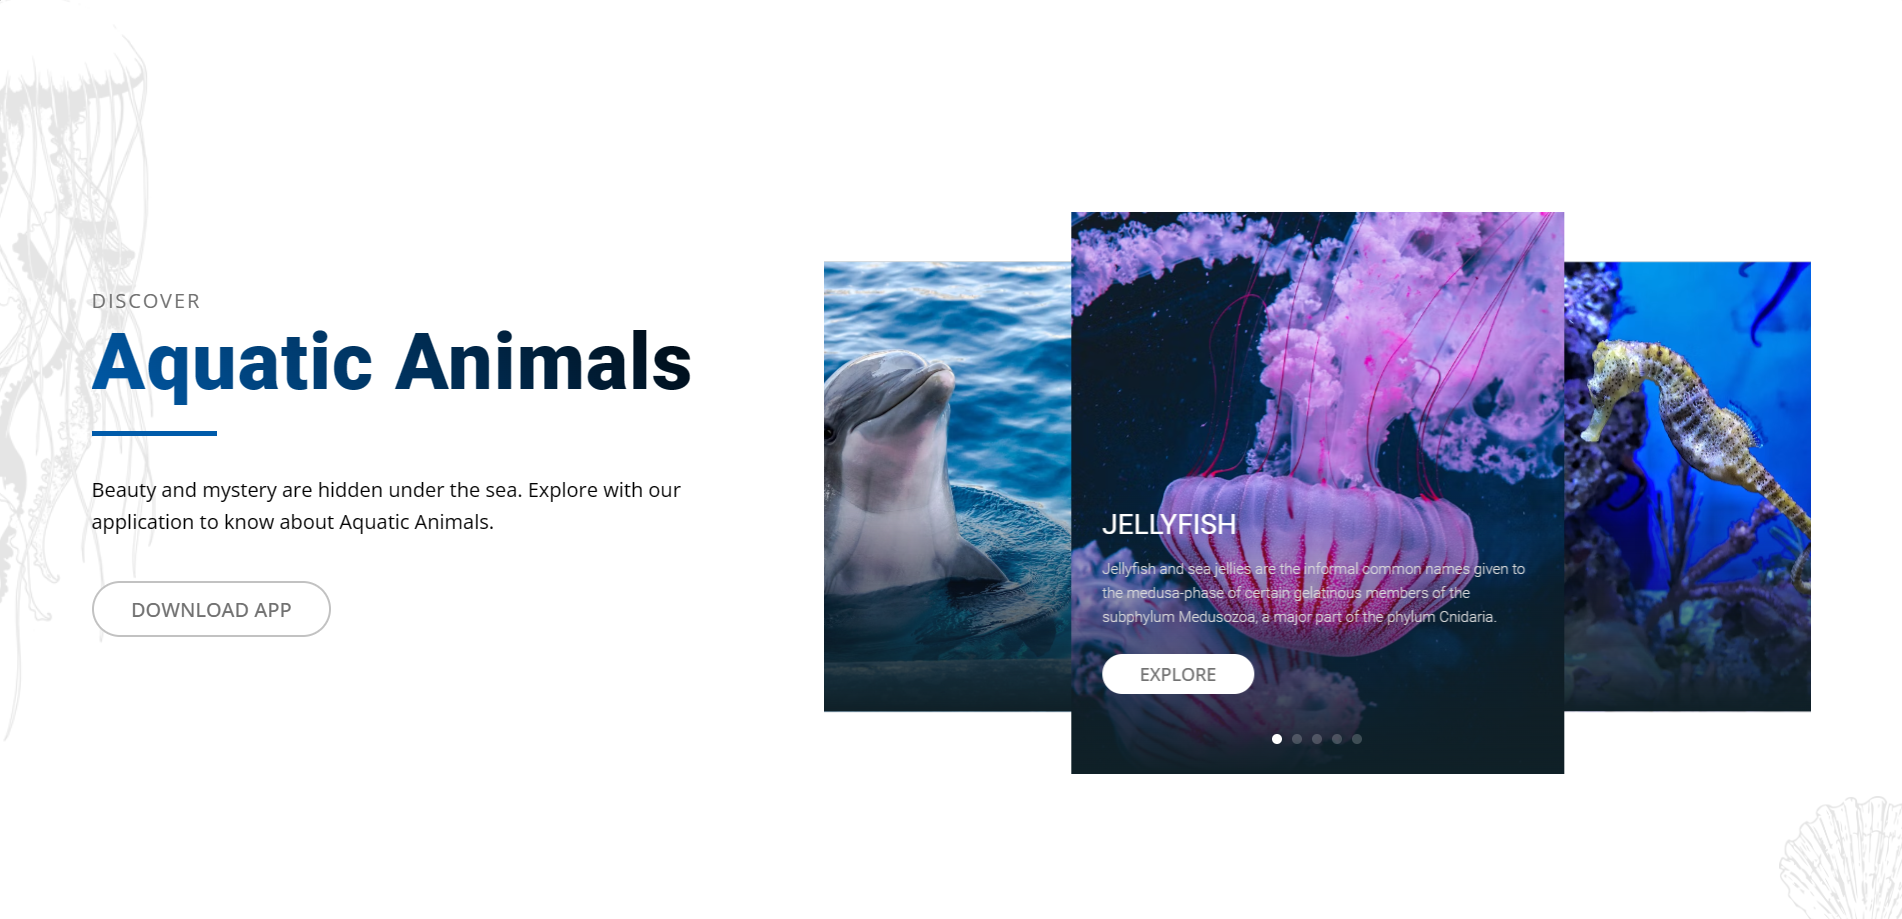 DISCOVER
Aquatic Animals
Beauty and mystery are hidden under the sea. Explore with our
application to know about Aquatic Animals.
DOWNLOAD APP
JELLYFISH
Jellyfish and sea jellies are the informal common names given to
the medusa-phase of certain gelatinous members of the
subphylum Medusozoa, a major part of the phylum Cnidaria.
EXPLORE